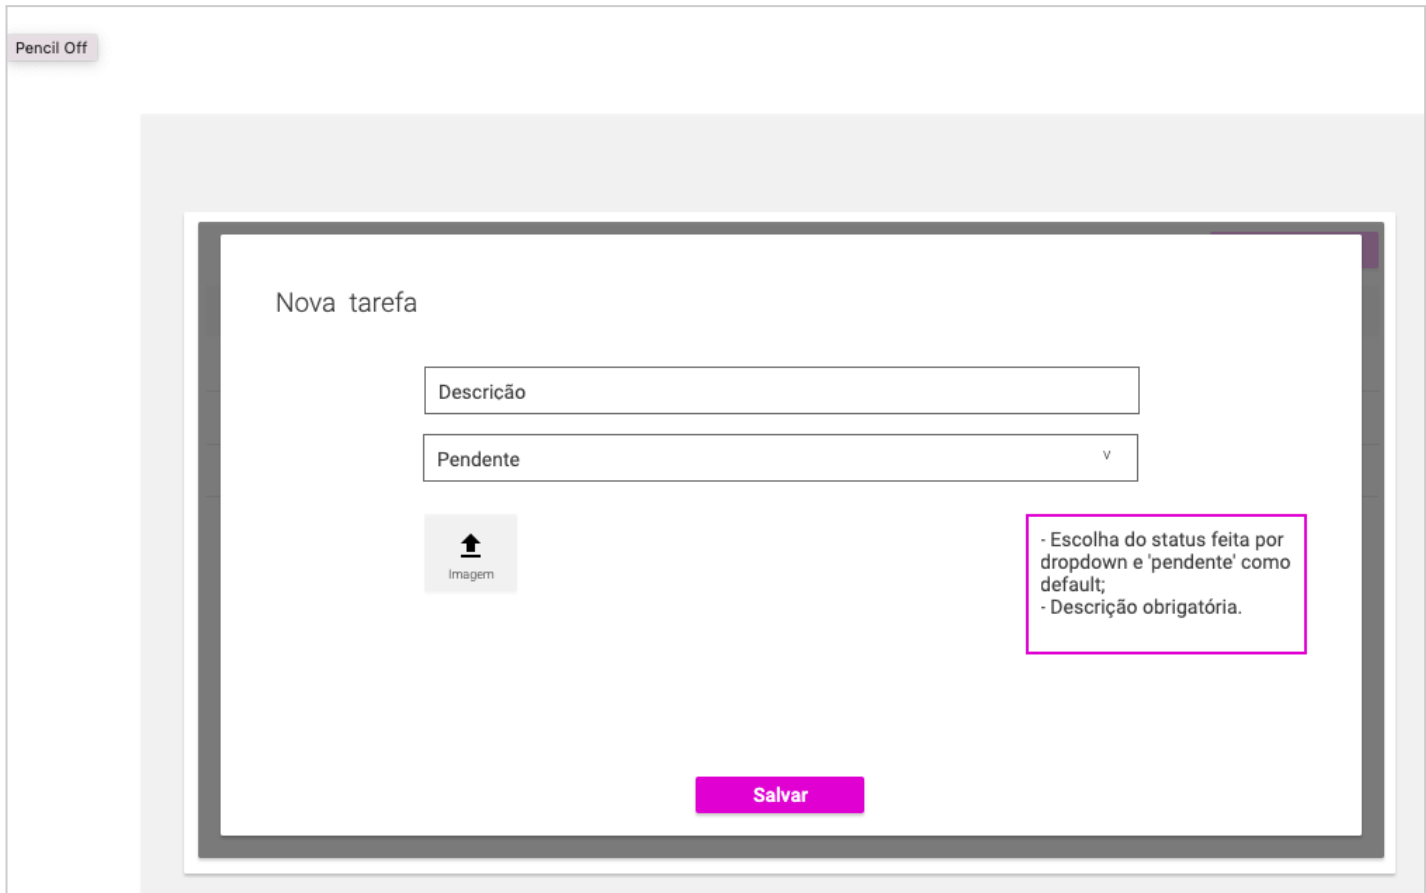 Pencil Off
Nova tarefa
Descrição
Pendente
v
Imagem
- Escolha do status feita por
dropdown e 'pendente' como
default;
- Descrição obrigatória.
Salvar